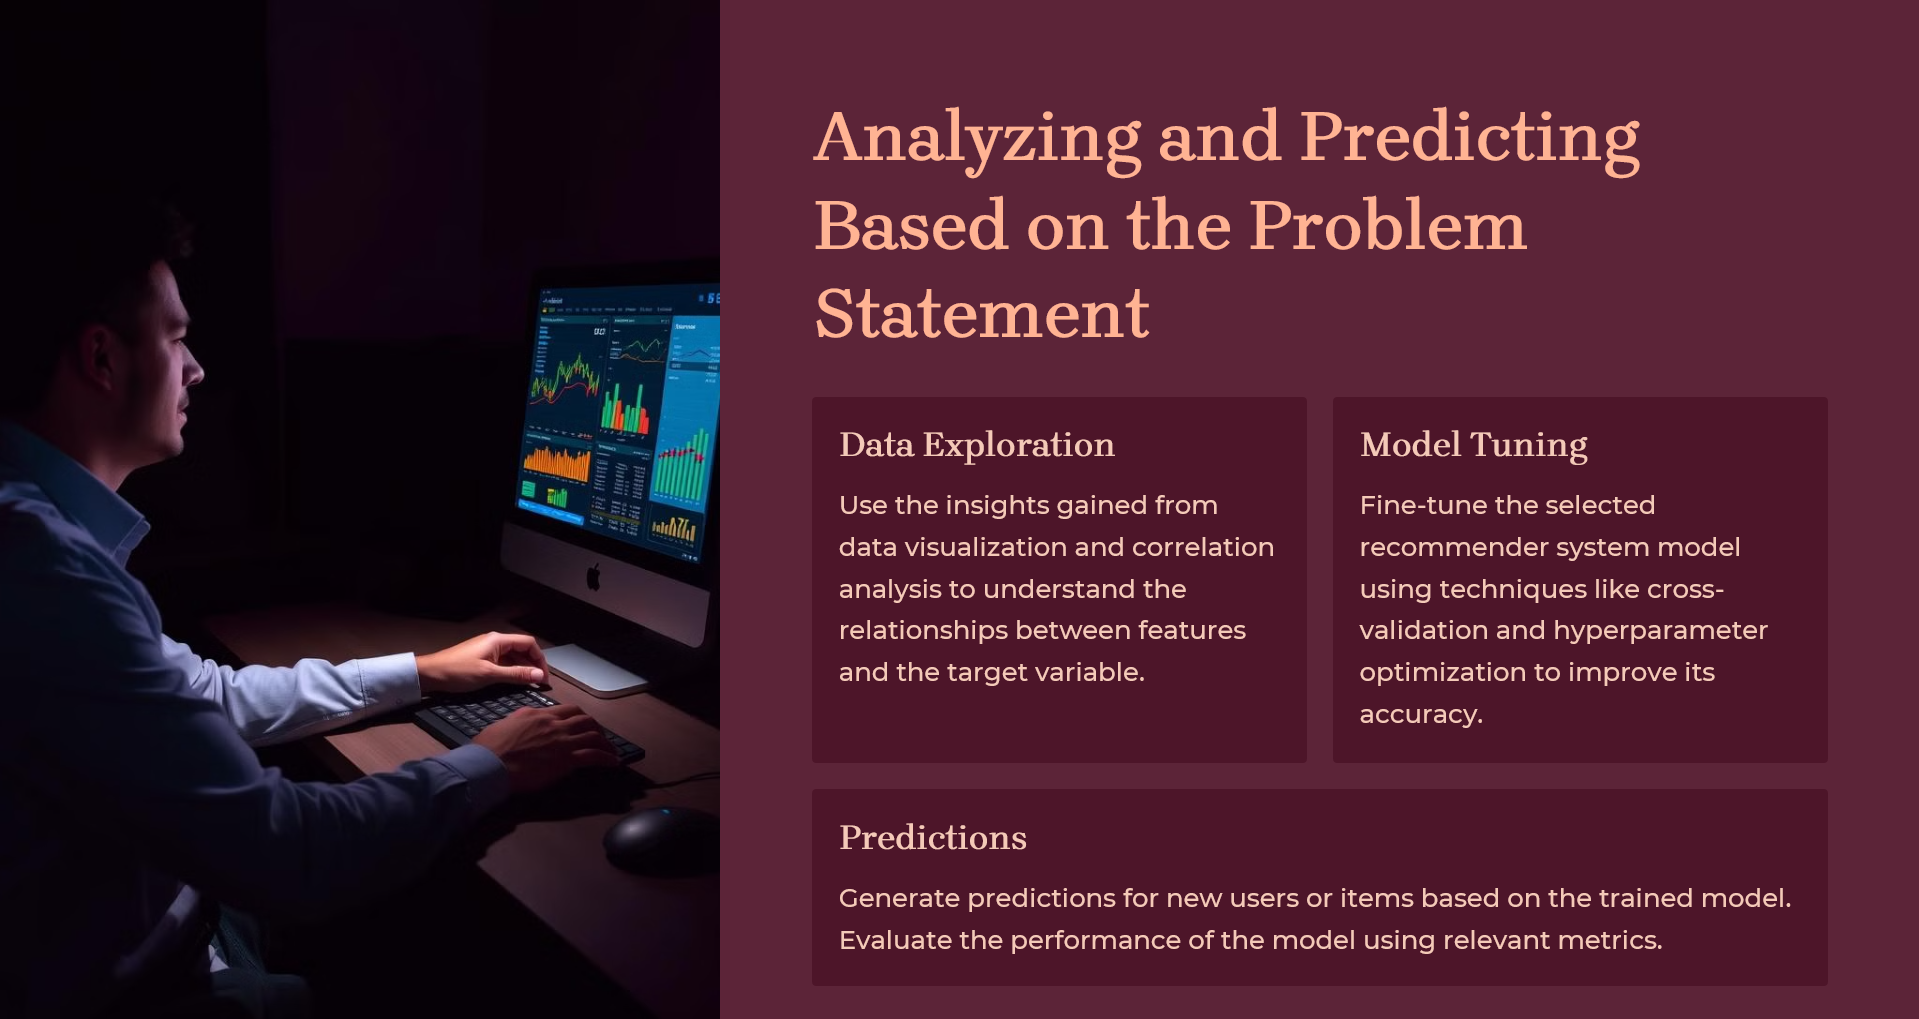 Analyzing and Predicting
Based on the Problem
Statement
Data Exploration
Use the insights gained from
data visualization and correlation
analysis to understand the
relationships between features
and the target variable.
Model Tuning
Fine-tune the selected
recommender system model
using techniques like cross-
validation and hyperparameter
optimization to improve its
accuracy.
Predictions
Generate predictions for new users or items based on the trained model.
Evaluate the performance of the model using relevant metrics.